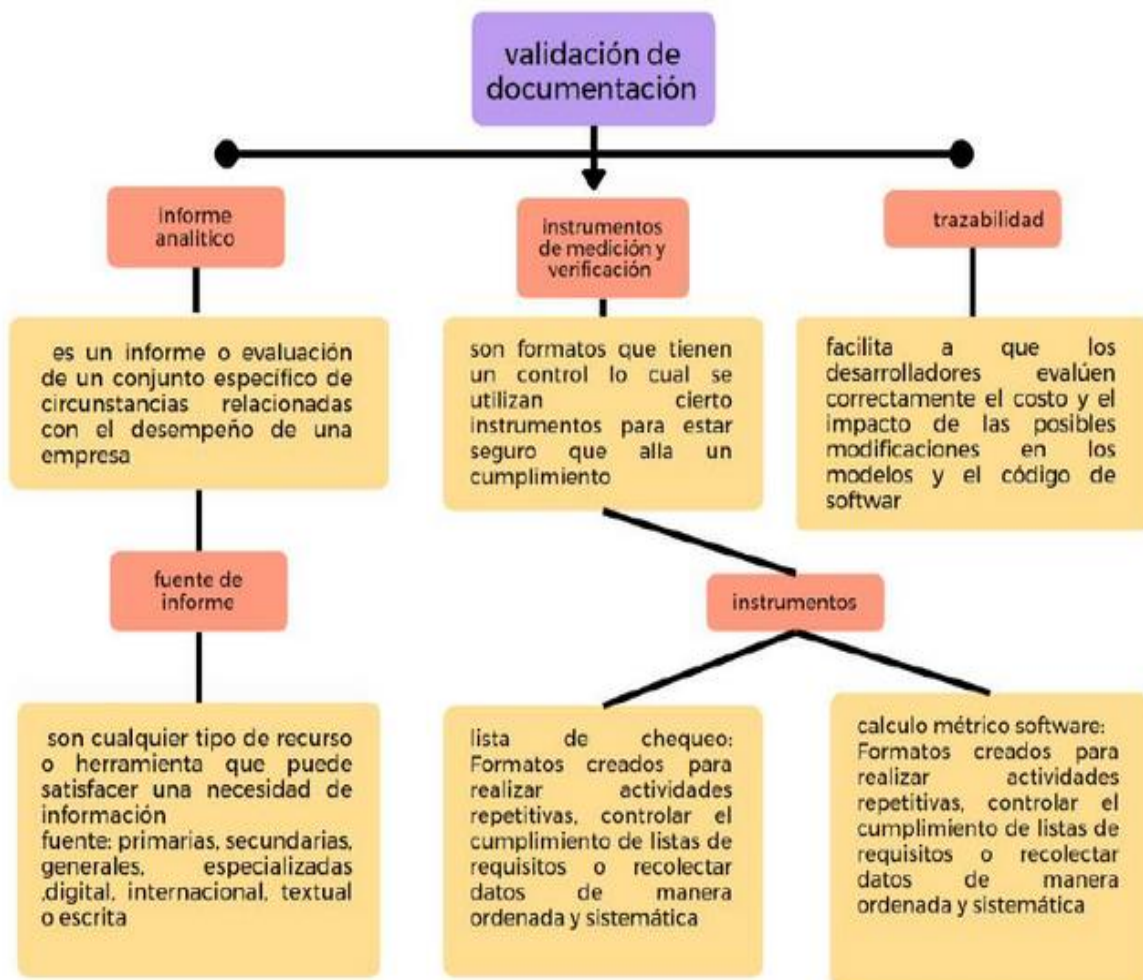 validación de
documentación
informe
analitico
instrumentos
de medición y
verificación
trazabilidad
es un informe o evaluación
de un conjunto específico de
circunstancias relacionadas
con el desempeño de una
empresa
son formatos que tienen
un control lo cual se
utilizan cierto
instrumentos para estar
seguro que alla un
cumplimiento
facilita a que los
desarrolladores evalúen
correctamente el costo y el
impacto de las posibles
modificaciones en los
modelos y el código de
softwar
fuente de
informe
instrumentos
son cualquier tipo de recurso
o herramienta que puede
satisfacer una necesidad de
información
fuente: primarias, secundarias,
generales, especializadas
,digital, internacional, textual
o escrita
lista de chequeo:
Formatos creados para
realizar actividades
repetitivas, controlar el
cumplimiento de listas de
requisitos o recolectar
datos de manera
ordenada y sistemática
calculo métrico software:
Formatos creados para
realizar actividades
repetitivas, controlar el
cumplimiento de listas de
requisitos o recolectar
datos de manera
ordenada y sistemática